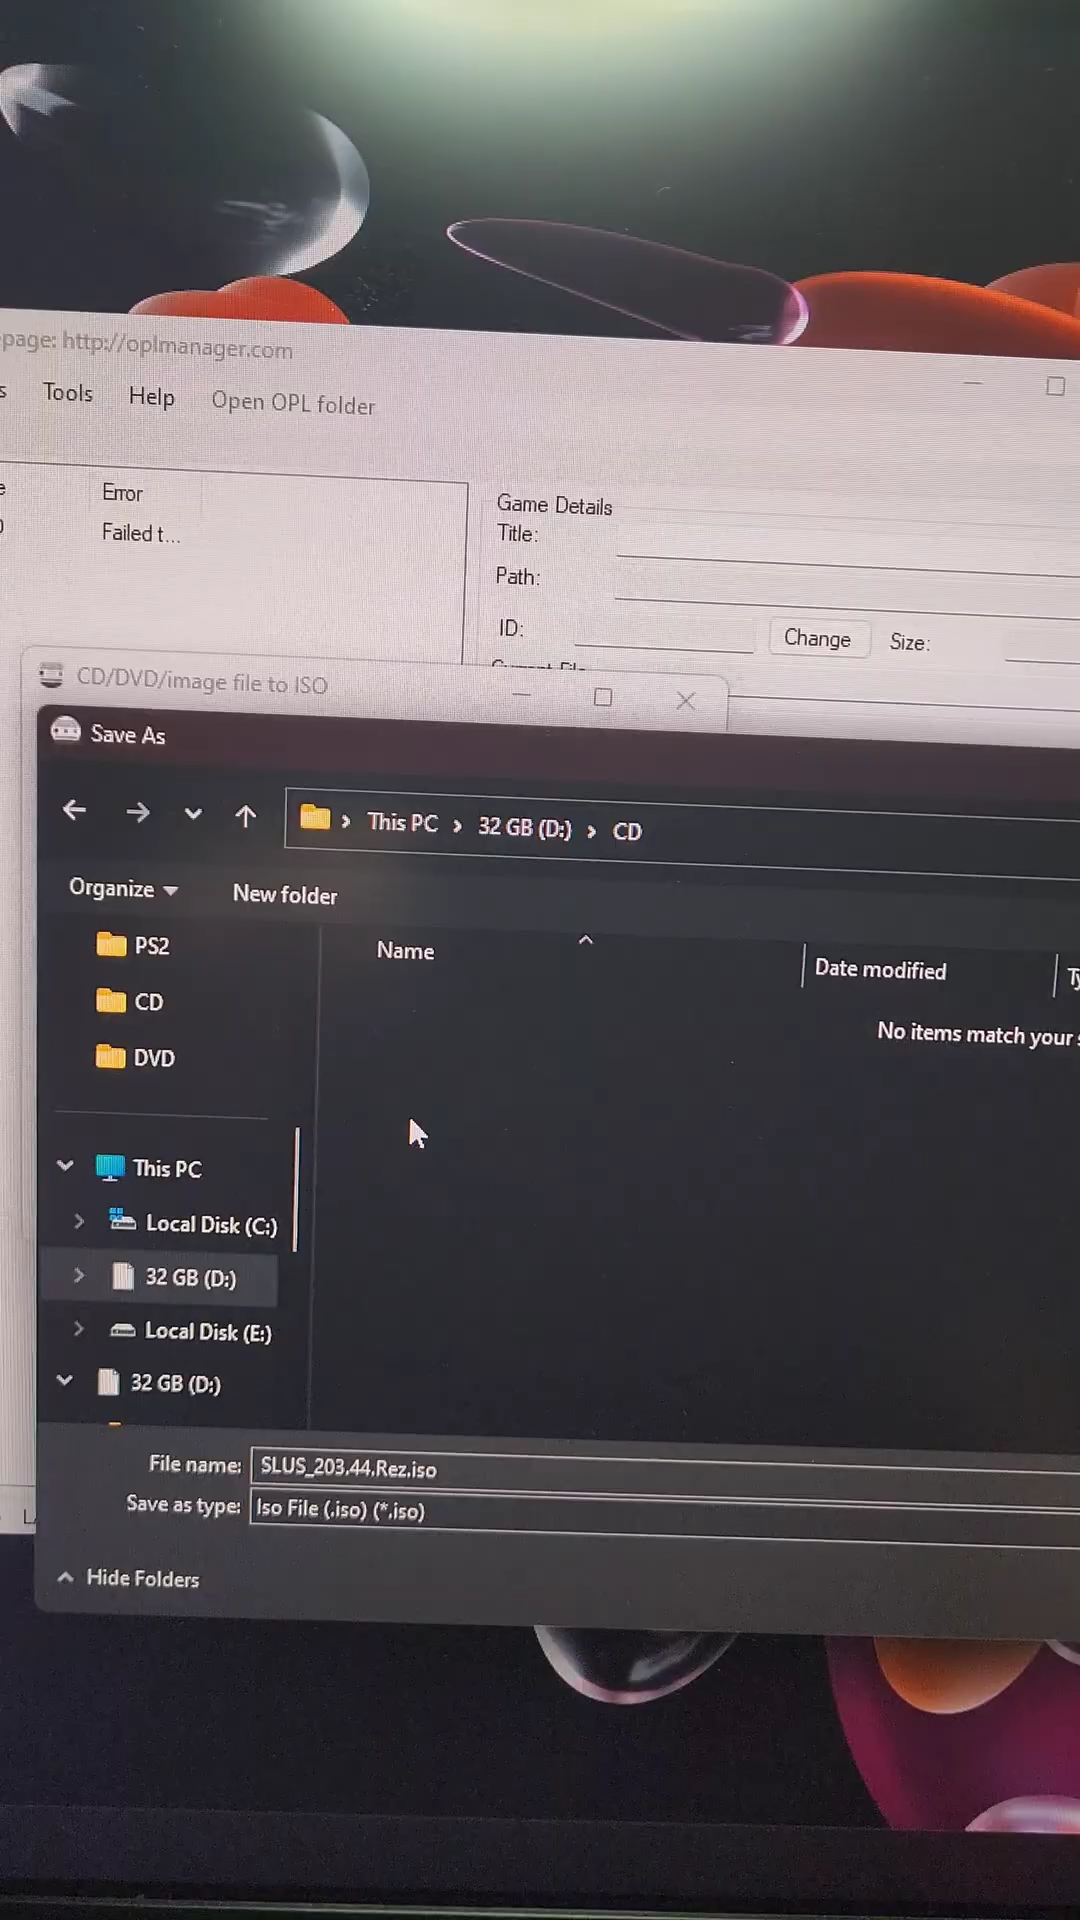 page: http://oplmanager.com
s Tools Help Open OPL folder
Error
Failed t...
Game Details
Title:
Path:
ID:
Change
Size:
CD/DVD/image file to ISO
Save As
This PC > 32 GB (D:) > CD
Organize
New folder
PS2
CD
DVD
Name
Date modified
No items match your
This PC
Local Disk (C:)
32 GB (D:)
Local Disk (E:)
32 GB (D:)
File name: SLUS_203.44.Rez.iso
Save as type: Iso File (.iso) (*.iso)
Hide Folders